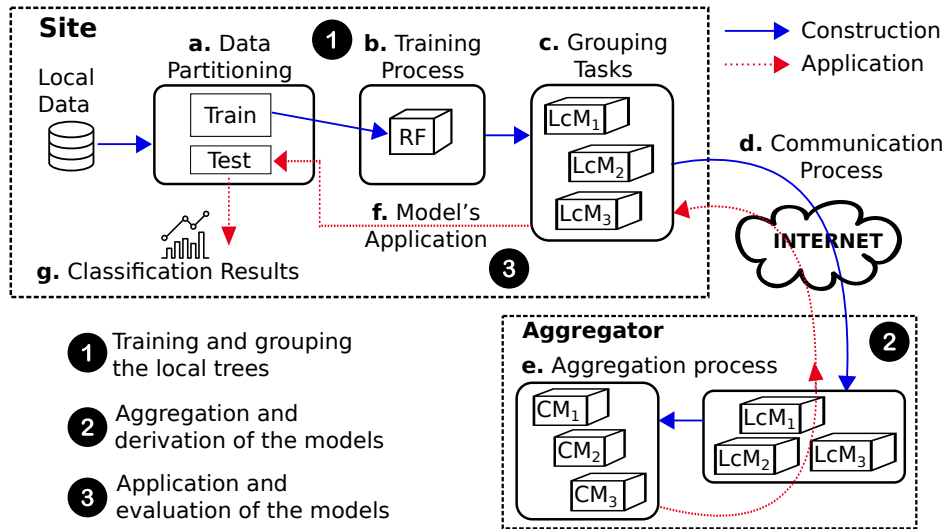 Site
Local
Data
a. Data
Partitioning
Train
Test
1
b. Training
Process
RF
c. Grouping
Tasks
LcM1
LcM2
LcM3
Construction
Application
d. Communication
Process
INTERNET
f. Model's
Application
3
g. Classification Results
1
Training and grouping
the local trees
2
Aggregation and
derivation of the models
3
Application and
evaluation of the models
Aggregator
2
e. Aggregation process
CM1
CM2
CM3
LcM1
LcM2
LcM3